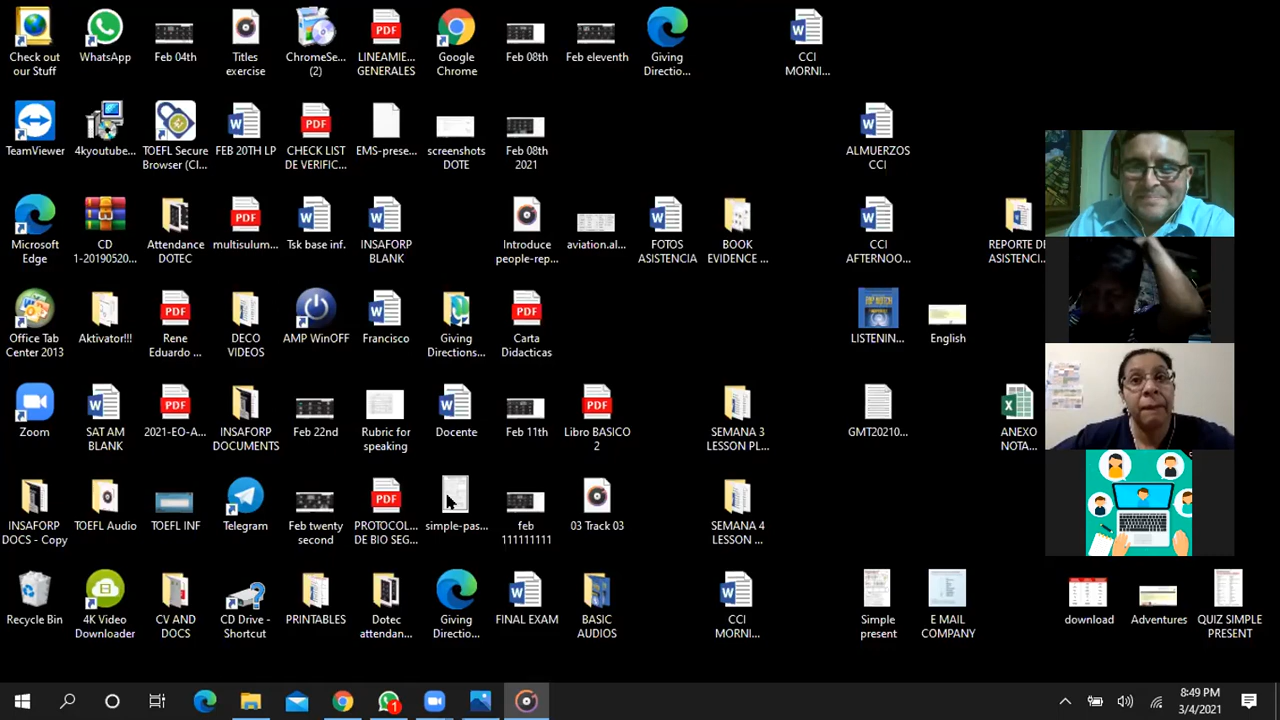 Check out
our Stuff
WhatsApp
Feb 04th
Titles
exercise
ChromeSe...
(2)
LINEAMIE...
GENERALES
Google
Chrome
Feb 08th
Feb eleventh
Giving
Directio...
CCI
MORNI...
TeamViewer
4kyoutube...
TOEFL Secure
Browser (Cl...
FEB 20TH LP
CHECK LIST
DE VERIFIC...
EMS-prese...
screenshots
DOTE
Feb 08th
2021
ALMUERZOS
CCI
Microsoft
Edge
CD
1-20190520...
Attendance
DOTEC
multisulum...
Tsk base inf.
INSAFORP
BLANK
Introduce
people-rep...
aviation.al...
FOTOS
ASISTENCIA
BOOK
EVIDENCE ...
CCI
AFTERNOO...
REPORTE DE
ASISTENCI...
Office Tab
Center 2013
Aktivator!!!
Rene
Eduardo ...
DECO
VIDEOS
AMP WinOFF
Francisco
Giving
Directions...
Carta
Didacticas
LISTENIN...
English
Zoom
SAT AM
BLANK
2021-EO-A...
INSAFORP
DOCUMENTS
Feb 22nd
Rubric for
speaking
Docente
Feb 11th
Libro BASICO
2
SEMANA 3
LESSON PL...
GMT20210...
ANEXO
NOTA...
INSAFORP
DOCS - Copy
TOEFL Audio
TOEFL INF
Telegram
Feb twenty
second
PROTOCOL...
DE BIO SEG...
simple-pas...
feb
111111111
03 Track 03
SEMANA 4
LESSON ...
Recycle Bin
4K Video
Downloader
CV AND
DOCS
CD Drive -
Shortcut
PRINTABLES
Dotec
attendan...
Giving
Directio...
FINAL EXAM
BASIC
AUDIOS
CCI
MORNI...
Simple
present
E MAIL
COMPANY
download
Adventures
QUIZ SIMPLE
PRESENT
8:49 PM
3/4/2021